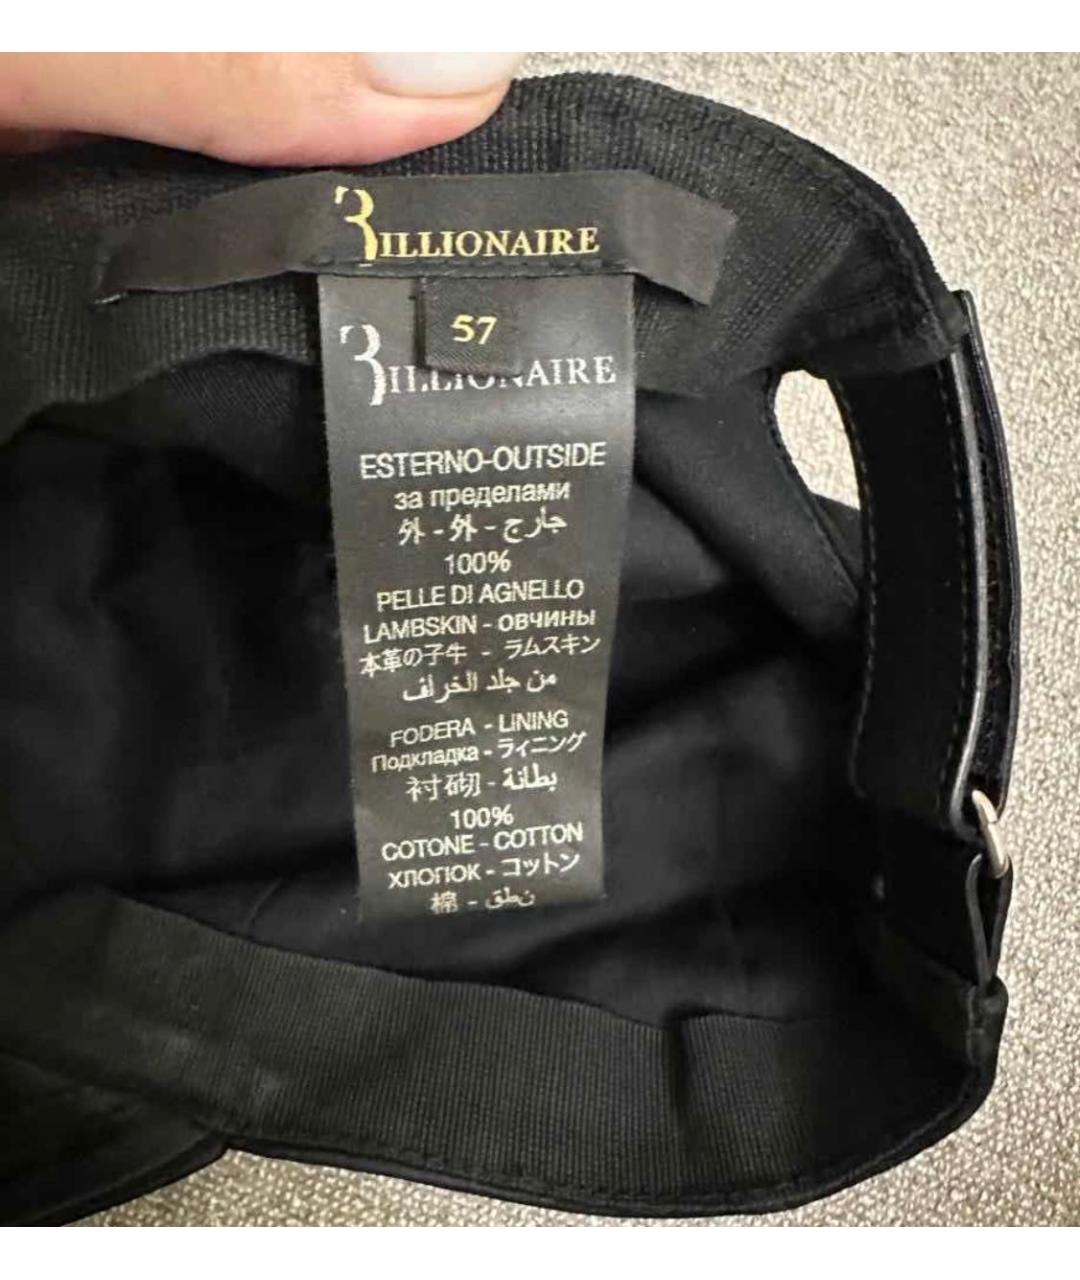 BILLIONAIRE
57
BILLIONAIRE
ESTERNO-OUTSIDE
за пределами
外 - 外 - جارج
100%
PELLE DI AGNELLO
LAMBSKIN - овчины
本革の子牛 - ラムスキン
من جلد الخراف
FODERA - LINING
Подкладка - ライニング
衬砌 - بطانة
100%
COTONE - COTTON
хлопок - コットン
棉 - نطق